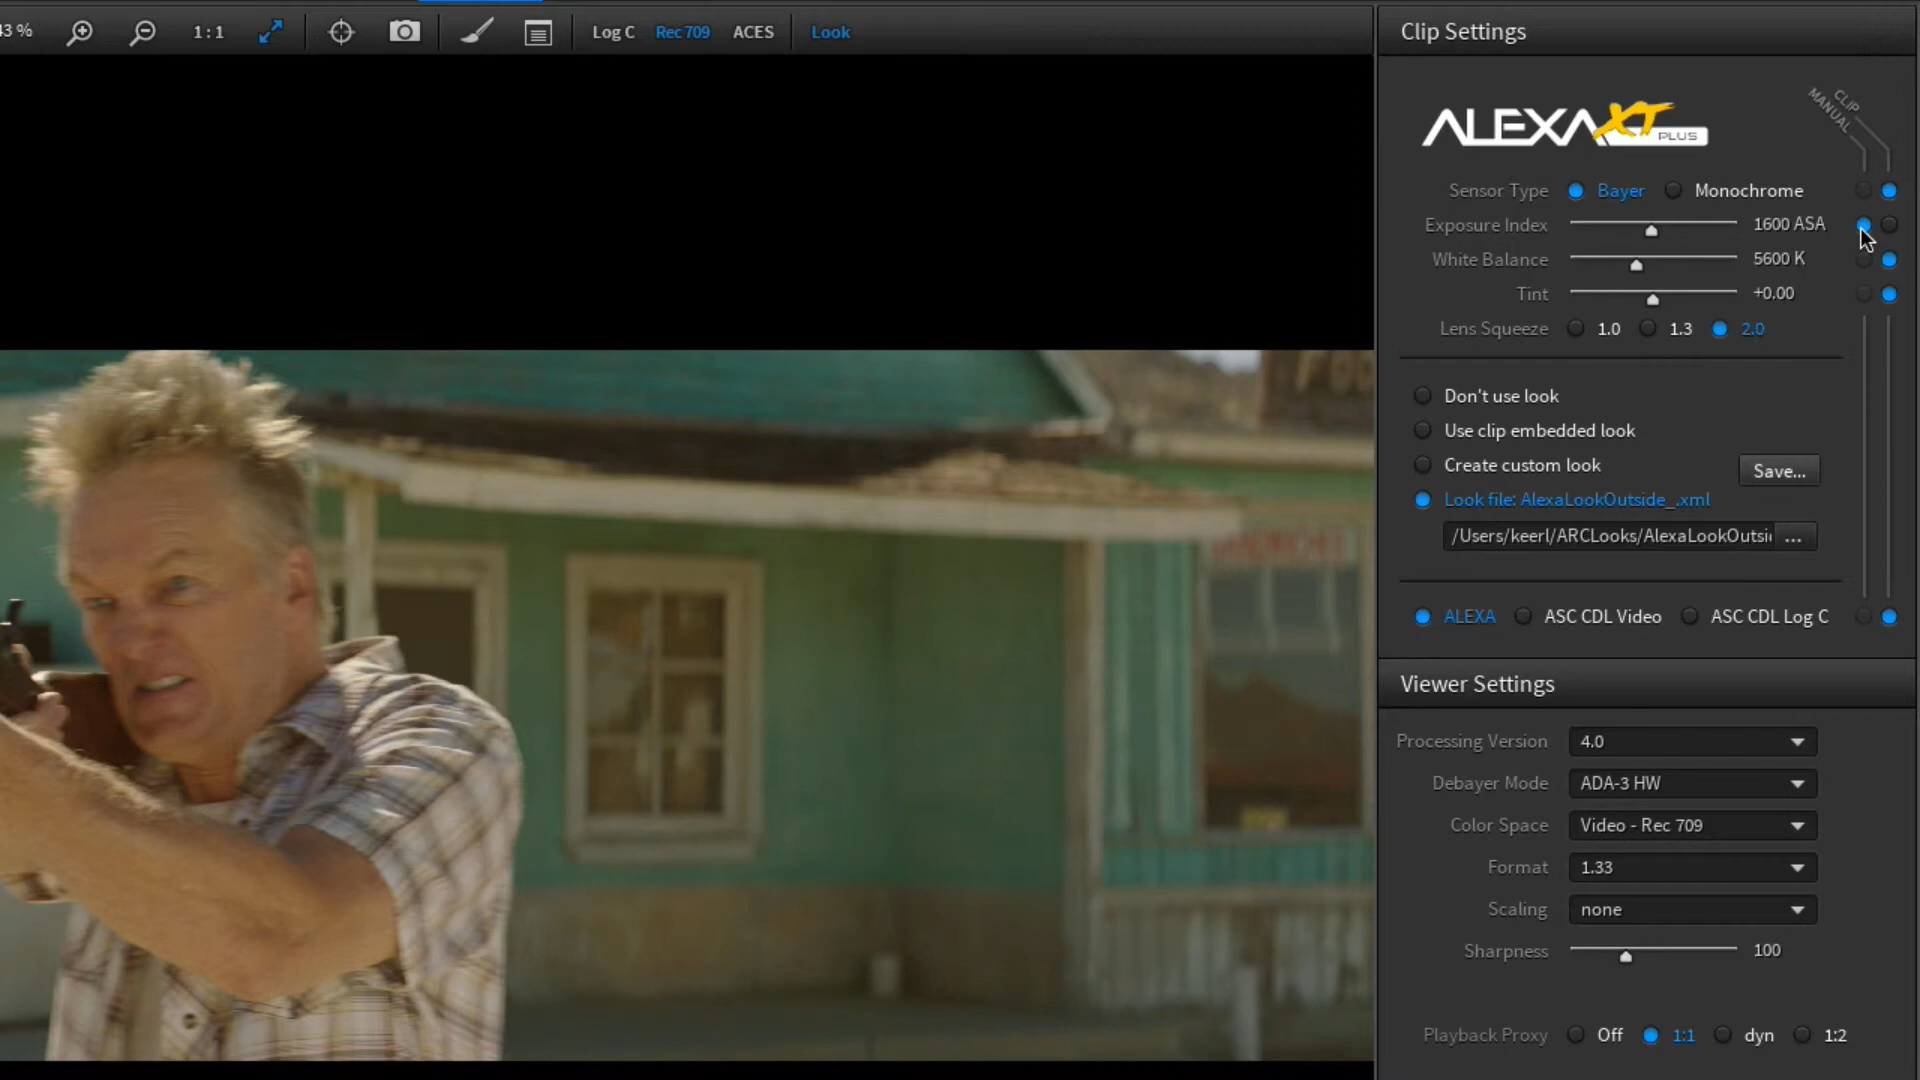 43 %
1:1
Log C Rec 709 ACES Look
Clip Settings
ALEXA XT PLUS
CLIP
MANUAL
Sensor Type Bayer Monochrome
Exposure Index 1600 ASA
White Balance 5600 K
Tint +0.00
Lens Squeeze 1.0 1.3 2.0
Don't use look
Use clip embedded look
Create custom look Save...
Look file: AlexaLookOutside_.xml
/Users/keerl/ARCLooks/AlexaLookOutsi ...
ALEXA ASC CDL Video ASC CDL Log C
Viewer Settings
Processing Version 4.0
Debayer Mode ADA-3 HW
Color Space Video - Rec 709
Format 1.33
Scaling none
Sharpness 100
Playback Proxy Off 1:1 dyn 1:2